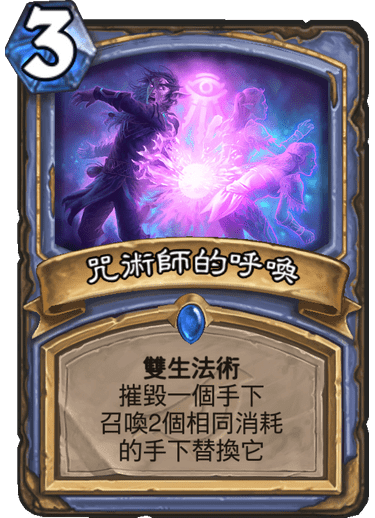 3
咒術師的呼喚
雙生法術
摧毀一個手下
召喚2個相同消耗
的手下替換它